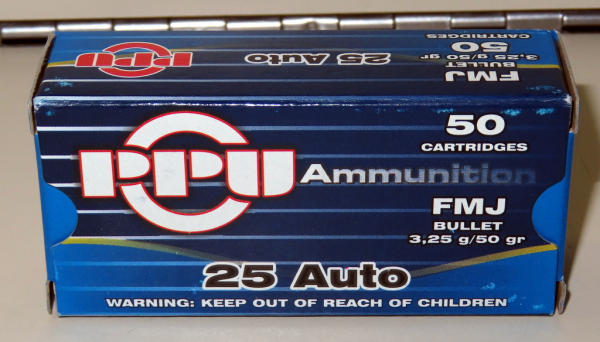 PPU
25 Auto
50
CARTRIDGES
FMJ
BULLET
3,25 g/50 gr
PPU Ammunition
50
CARTRIDGES
FMJ
BULLET
3,25 g/50 gr
25 Auto
WARNING: KEEP OUT OF REACH OF CHILDREN